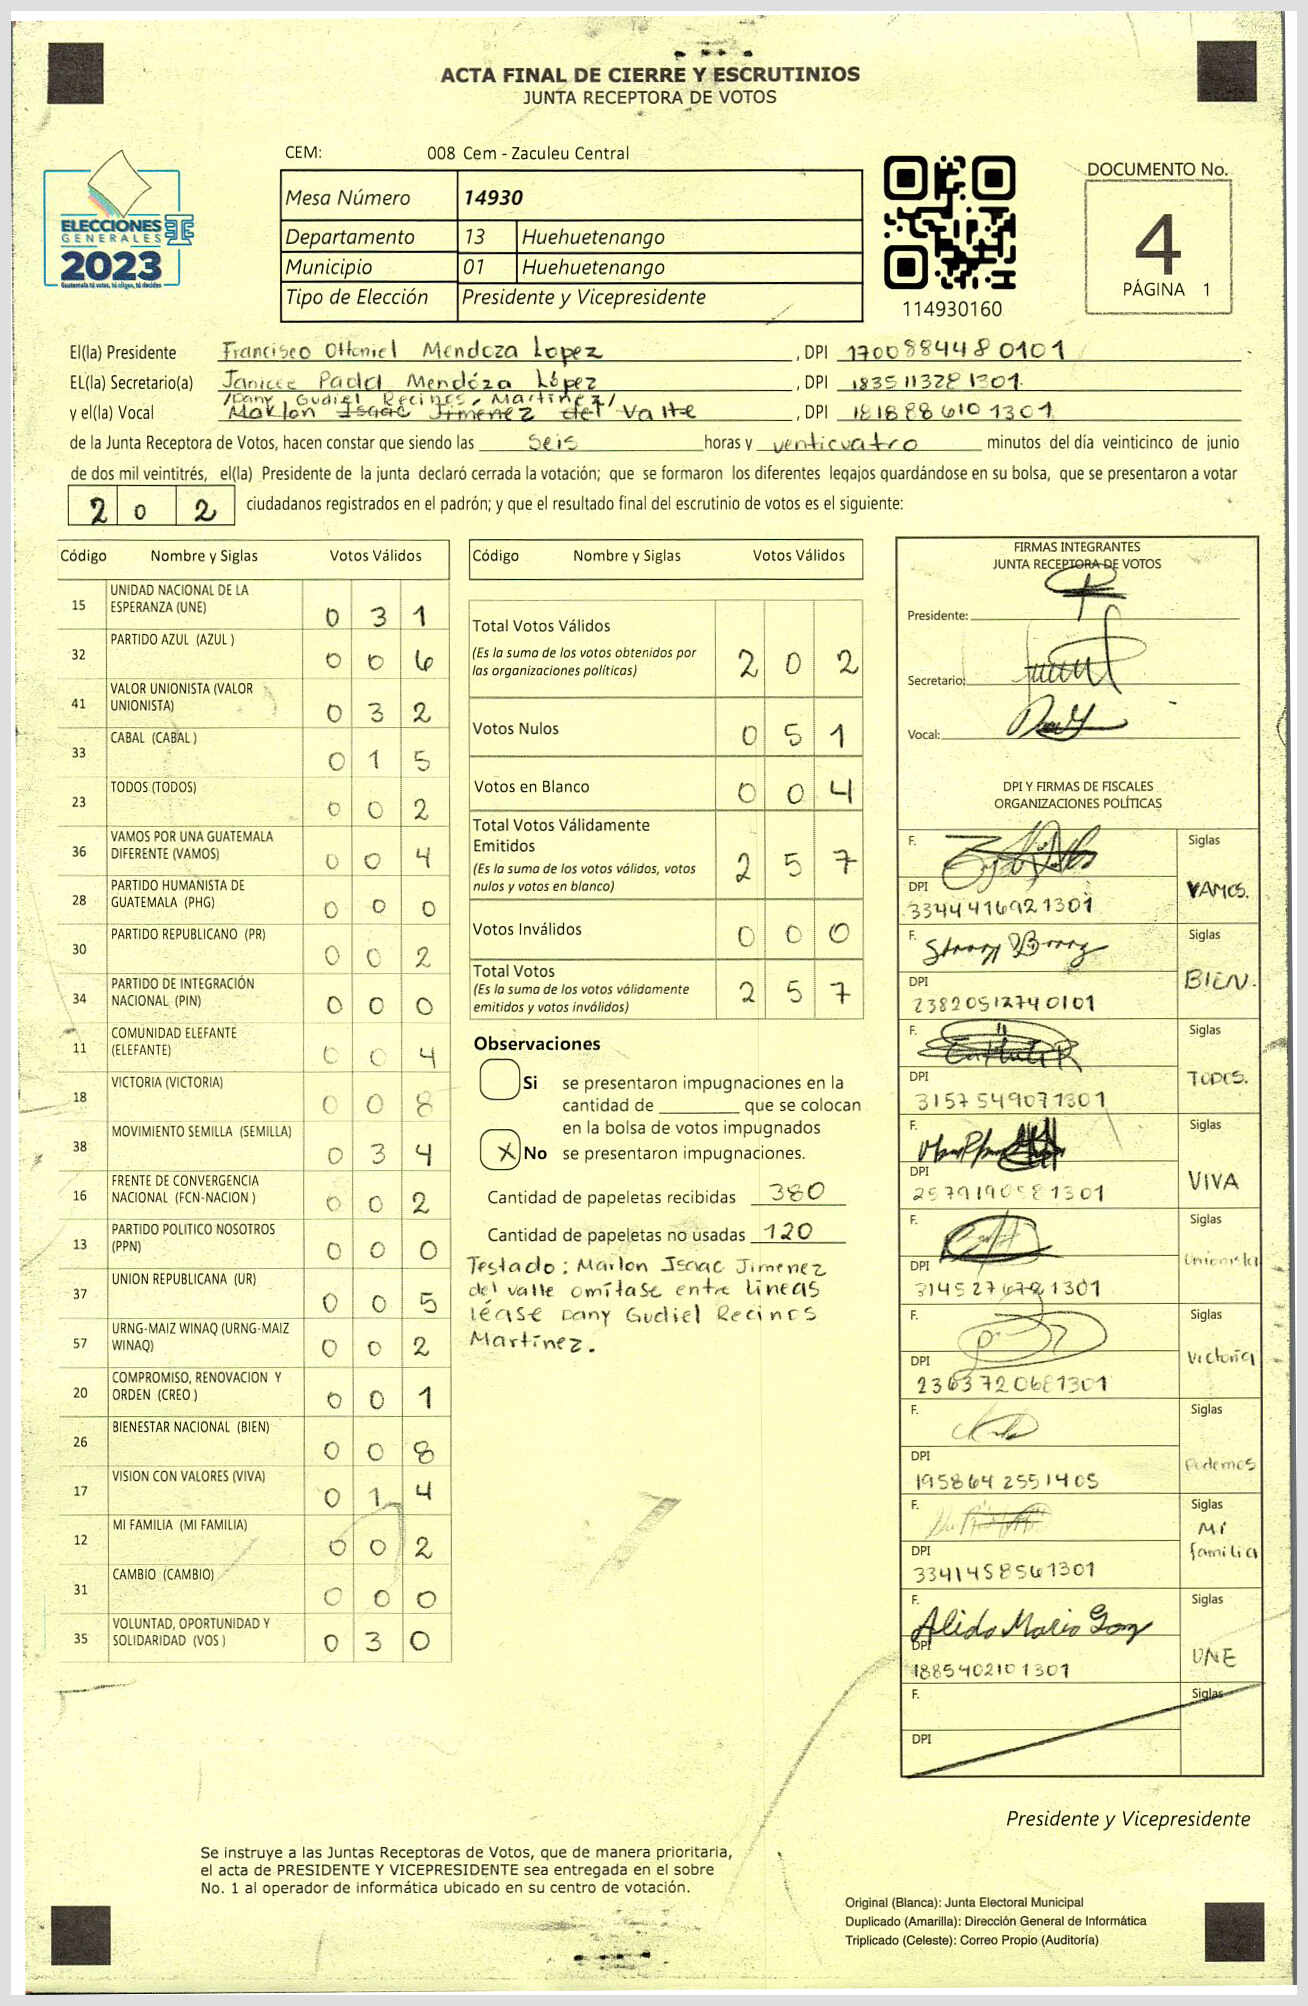 ACTA FINAL DE CIERRE Y ESCRUTINIOS
JUNTA RECEPTORA DE VOTOS
CEM: 008 Cem - Zaculeu Central
ELECCIONES
GENERALES
2023
Guatemala tú votas, tú eliges, tú decides
Mesa Número 14930
Departamento 13 Huehuetenango
Municipio 01 Huehuetenango
Tipo de Elección Presidente y Vicepresidente
114930160
DOCUMENTO No.
4
PÁGINA 1
El(la) Presidente Francisco Ottoniel Mendoza Lopez, DPI 1700884480101
EL(la) Secretario(a) Janicee Mendóza López, DPI 1835113281301
/Dany Gudiel Recinos, Martínez/
y el(la) Vocal Marlon Isaac Jimenez del Valle, DPI 1818886101301
de la Junta Receptora de Votos, hacen constar que siendo las seis horas y venticuatro minutos del día veinticinco de junio
de dos mil veintitrés, el(la) Presidente de la junta declaró cerrada la votación; que se formaron los diferentes legajos quardándose en su bolsa, que se presentaron a votar
2 0 2 ciudadanos registrados en el padrón; y que el resultado final del escrutinio de votos es el siguiente:
Código Nombre y Siglas Votos Válidos
15 UNIDAD NACIONAL DE LA ESPERANZA (UNE) 0 3 1
32 PARTIDO AZUL (AZUL ) 0 0 6
41 VALOR UNIONISTA (VALOR UNIONISTA) 0 3 2
33 CABAL (CABAL ) 0 1 5
23 TODOS (TODOS) 0 0 2
36 VAMOS POR UNA GUATEMALA DIFERENTE (VAMOS) 0 0 4
28 PARTIDO HUMANISTA DE GUATEMALA (PHG) 0 0 0
30 PARTIDO REPUBLICANO (PR) 0 0 2
34 PARTIDO DE INTEGRACIÓN NACIONAL (PIN) 0 0 0
11 COMUNIDAD ELEFANTE (ELEFANTE) 0 0 4
18 VICTORIA (VICTORIA) 0 0 8
38 MOVIMIENTO SEMILLA (SEMILLA) 0 3 4
16 FRENTE DE CONVERGENCIA NACIONAL (FCN-NACION ) 0 0 2
13 PARTIDO POLITICO NOSOTROS (PPN) 0 0 0
37 UNION REPUBLICANA (UR) 0 0 5
57 URNG-MAIZ WINAQ (URNG-MAIZ WINAQ) 0 0 2
20 COMPROMISO, RENOVACION Y ORDEN (CREO ) 0 0 1
26 BIENESTAR NACIONAL (BIEN) 0 0 8
17 VISION CON VALORES (VIVA) 0 1 4
12 MI FAMILIA (MI FAMILIA) 0 0 2
31 CAMBIO (CAMBIO) 0 0 0
35 VOLUNTAD, OPORTUNIDAD Y SOLIDARIDAD (VOS ) 0 3 0
Código Nombre y Siglas Votos Válidos
Total Votos Válidos
(Es la suma de los votos obtenidos por
las organizaciones políticas) 2 0 2
Votos Nulos 0 5 1
Votos en Blanco 0 0 4
Total Votos Válidamente
Emitidos
(Es la suma de los votos válidos, votos
nulos y votos en blanco) 2 5 7
Votos Inválidos 0 0 0
Total Votos
(Es la suma de los votos válidamente
emitidos y votos inválidos) 2 5 7
Observaciones
Si se presentaron impugnaciones en la
cantidad de ________ que se colocan
en la bolsa de votos impugnados
X No se presentaron impugnaciones.
Cantidad de papeletas recibidas 380
Cantidad de papeletas no usadas 120
Testado: Marlon Isaac Jimenez
del valle omítase entre lineas
léase Dany Gudiel Recinos
Martínez.
FIRMAS INTEGRANTES
JUNTA RECEPTORA DE VOTOS
Presidente:
Secretario:
Vocal:
DPI Y FIRMAS DE FISCALES
ORGANIZACIONES POLÍTICAS
F. Siglas
DPI VAMOS.
3344416921301
F. Siglas
DPI BIEN.
2382051274 0101
F. Siglas
DPI TODOS.
3157549071301
F. Siglas
DPI VIVA
2579190581301
F. Siglas
DPI Unionista
3145276721301
F. Siglas
DPI Victoria
2363720681301
F. Siglas
DPI Podemos
1958642551405
F. Siglas
Mi
DPI familia
3341458561301
F. Siglas
Alido Mario
DPI UNE
1885402101301
F. Siglas
DPI
Presidente y Vicepresidente
Se instruye a las Juntas Receptoras de Votos, que de manera prioritaria,
el acta de PRESIDENTE Y VICEPRESIDENTE sea entregada en el sobre
No. 1 al operador de informática ubicado en su centro de votación.
Original (Blanca): Junta Electoral Municipal
Duplicado (Amarilla): Dirección General de Informática
Triplicado (Celeste): Correo Propio (Auditoría)